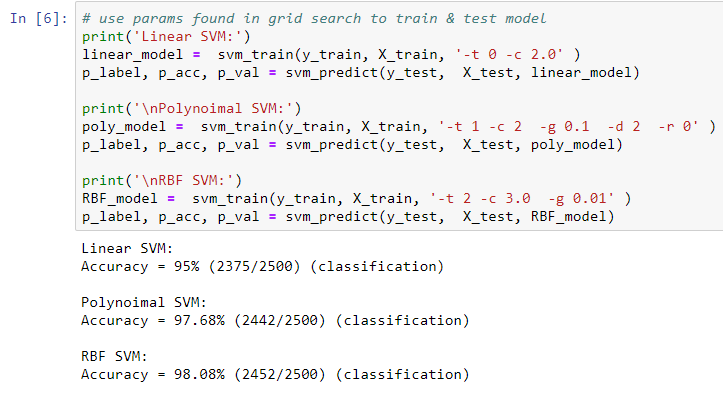 In [6]: # use params found in grid search to train & test model
print('Linear SVM:')
linear_model =  svm_train(y_train, X_train, '-t 0 -c 2.0' )
p_label, p_acc, p_val = svm_predict(y_test,  X_test, linear_model)
print('\nPolynoimal SVM:')
poly_model =  svm_train(y_train, X_train, '-t 1 -c 2  -g 0.1  -d 2  -r 0' )
p_label, p_acc, p_val = svm_predict(y_test,  X_test, poly_model)
print('\nRBF SVM:')
RBF_model =  svm_train(y_train, X_train, '-t 2 -c 3.0  -g 0.01' )
p_label, p_acc, p_val = svm_predict(y_test,  X_test, RBF_model)
Linear SVM:
Accuracy = 95% (2375/2500) (classification)
Polynoimal SVM:
Accuracy = 97.68% (2442/2500) (classification)
RBF SVM:
Accuracy = 98.08% (2452/2500) (classification)